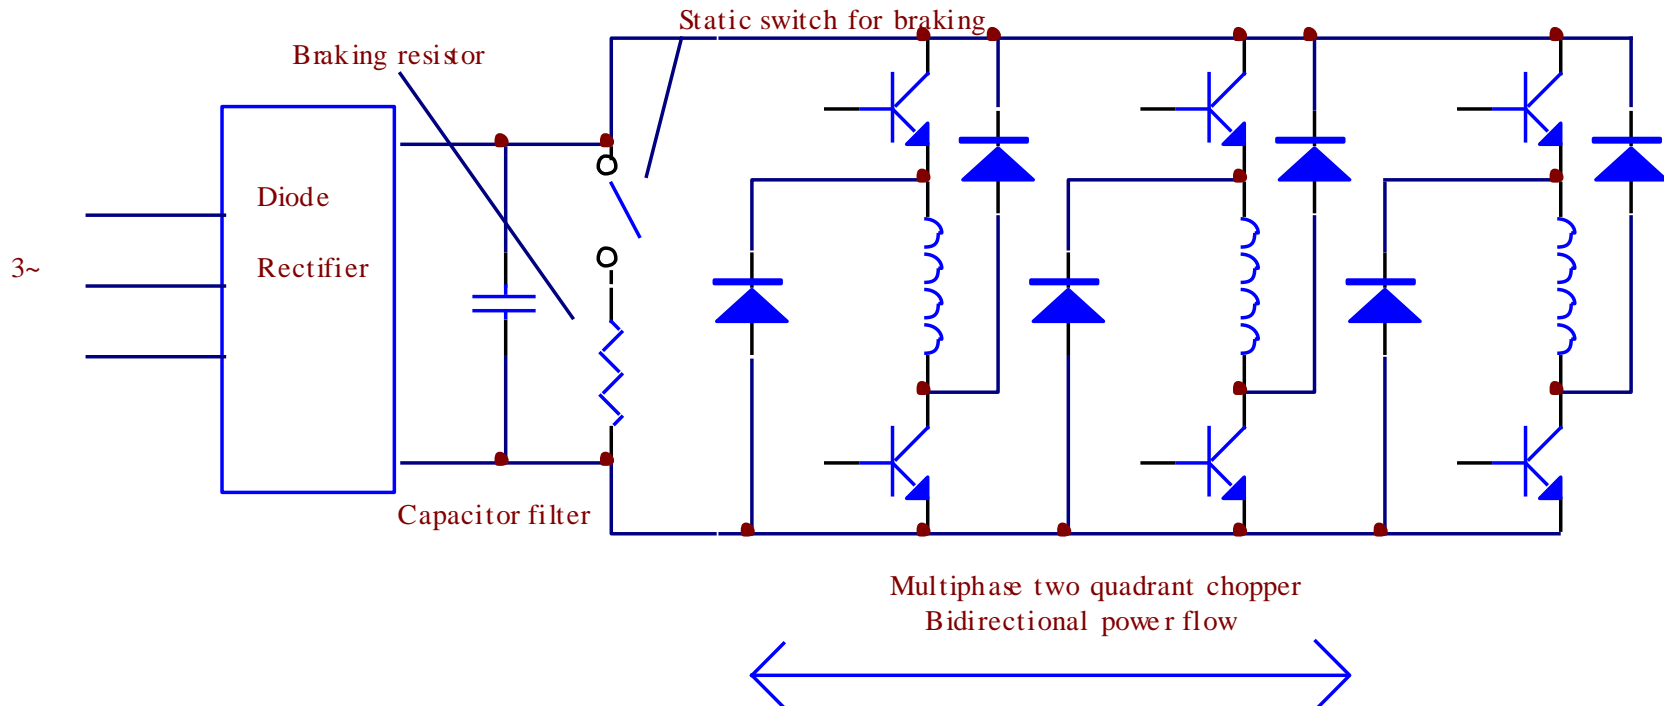 Static switch for braking
Braking resistor
Diode
Rectifier
3~
Capacitor filter
Multiphase two quadrant chopper
Bidirectional power flow